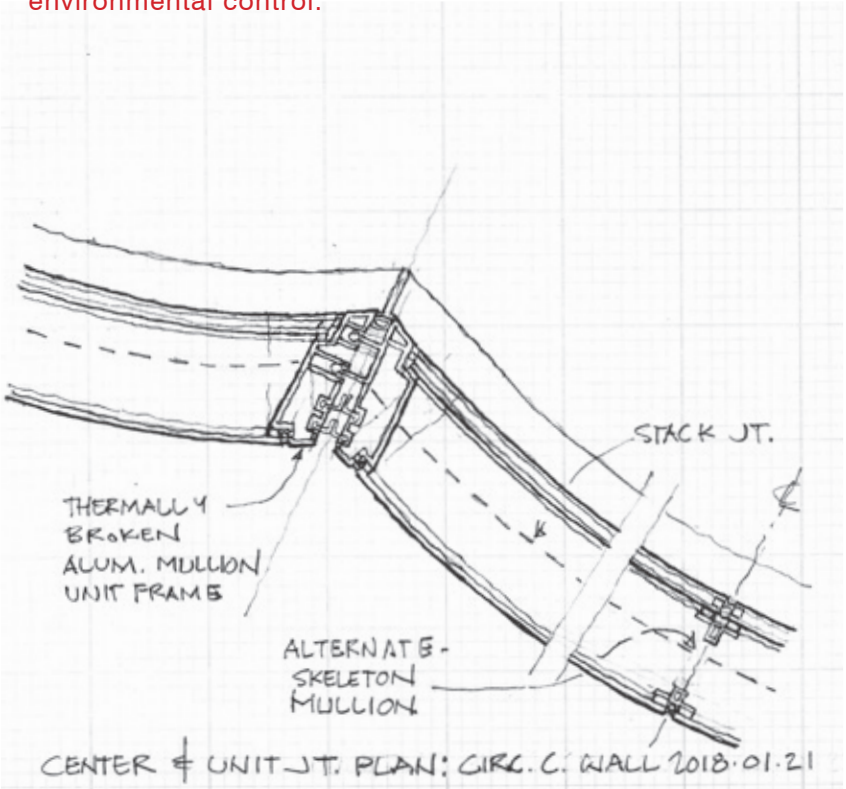 environmental control.
STACK JT.
THERMALLY
BROKEN
ALUM. MULLION
UNIT FRAME
ALTERNATE-
SKELETON
MULLION
CENTER & UNIT JT. PLAN: CIRC. C. WALL 2018.01.21